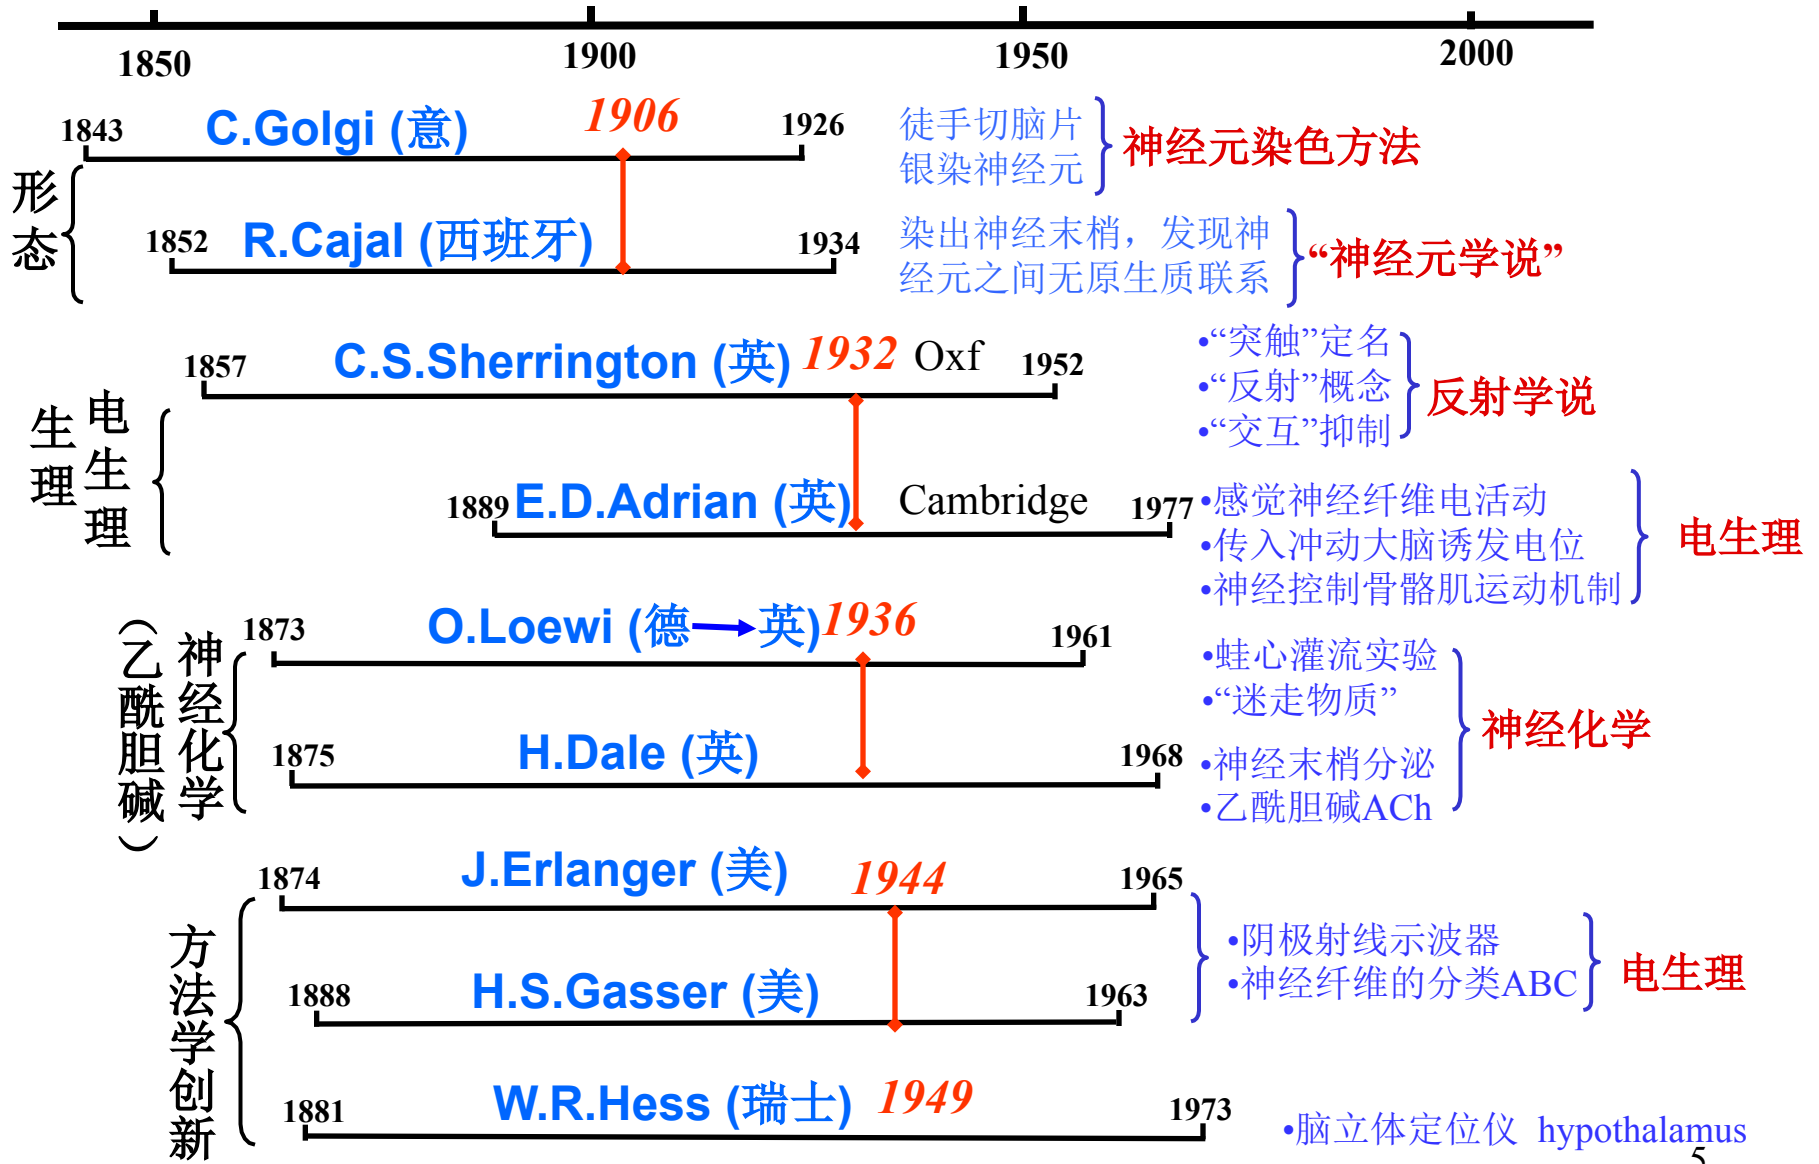 1850 1900 1950 2000
1843 C.Golgi (意) 1906 1926
徒手切脑片
银染神经元
神经元染色方法
形态
1852 R.Cajal (西班牙) 1934
染出神经末梢，发现神
经元之间无原生质联系
“神经元学说”
1857 C.S.Sherrington (英) 1932 Oxf 1952
•“突触”定名
•“反射”概念
•“交互”抑制
反射学说
生理
电生理
1889 E.D.Adrian (英) Cambridge 1977
•感觉神经纤维电活动
•传入冲动大脑诱发电位
•神经控制骨骼肌运动机制
电生理
1873 O.Loewi (德→英) 1936 1961
•蛙心灌流实验
•“迷走物质”
神经化学
（乙酰胆碱）
神经化学
1875 H.Dale (英) 1968
•神经末梢分泌
•乙酰胆碱ACh
1874 J.Erlanger (美) 1944 1965
•阴极射线示波器
•神经纤维的分类ABC
电生理
方法学创新
1888 H.S.Gasser (美) 1963
1881 W.R.Hess (瑞士) 1949 1973
•脑立体定位仪 hypothalamus
5